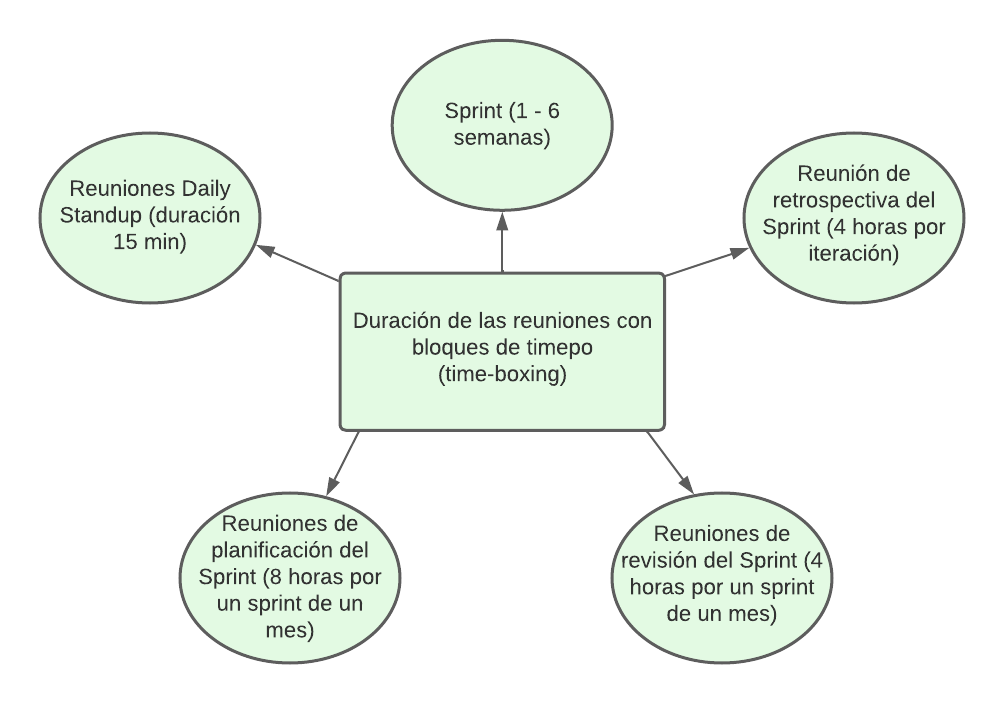 Sprint (1 - 6
semanas)
Reuniones Daily
Standup (duración
15 min)
Reunión de
retrospectiva del
Sprint (4 horas por
iteración)
Duración de las reuniones con
bloques de timepo
(time-boxing)
Reuniones de
planificación del
Sprint (8 horas por
un sprint de un
mes)
Reuniones de
revisión del Sprint (4
horas por un sprint
de un mes)